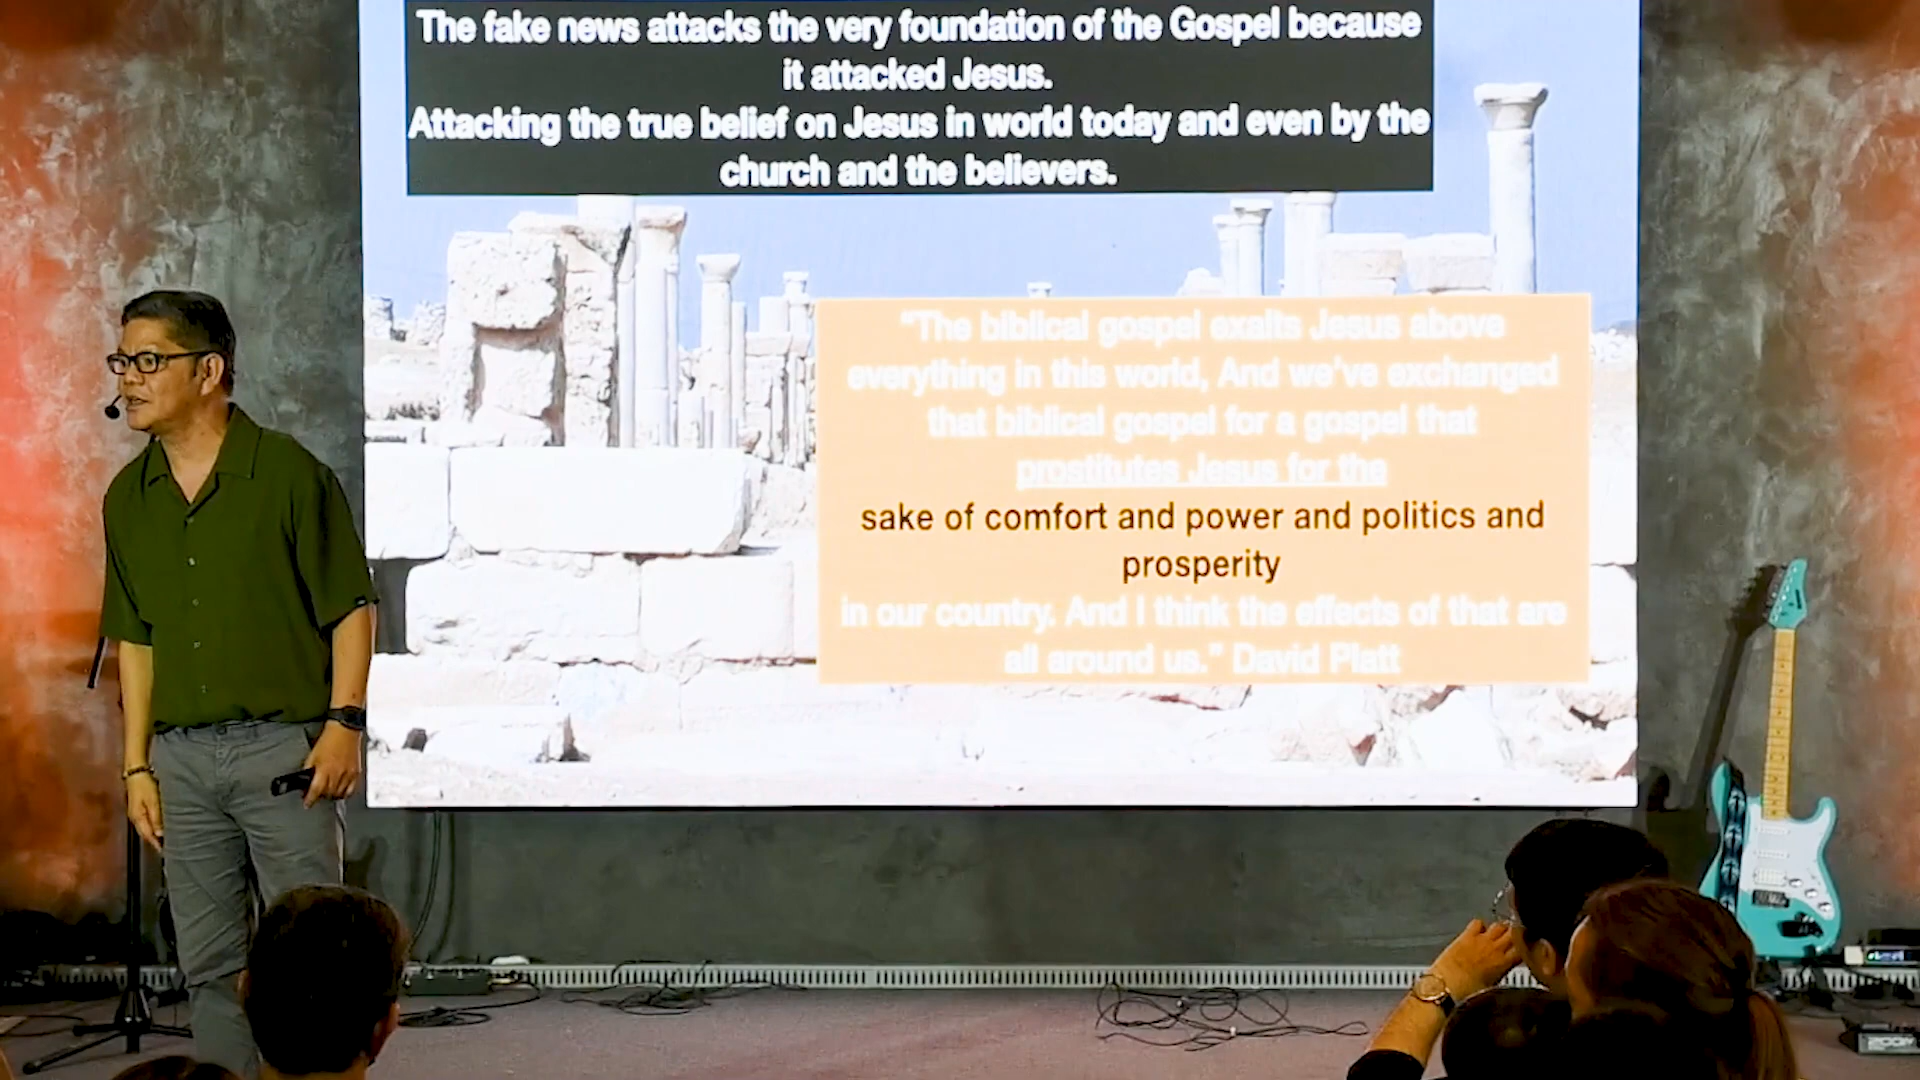 The fake news attacks the very foundation of the Gospel because
it attacked Jesus.
Attacking the true belief on Jesus in world today and even by the
church and the believers.
"The biblical gospel exalts Jesus above
everything in this world, And we've exchanged
that biblical gospel for a gospel that
prostitutes Jesus for the
sake of comfort and power and politics and
prosperity
in our country. And I think the effects of that are
all around us." David Platt
ZOOM